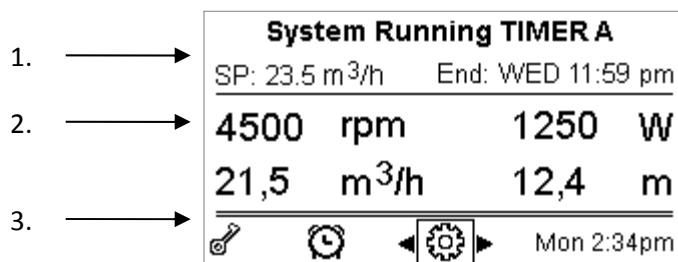 System Running TIMER A
1.
SP: 23.5 m³/h End: WED 11:59 pm
2.
4500 rpm 1250 W
21,5 m³/h 12,4 m
3.
Mon 2:34pm